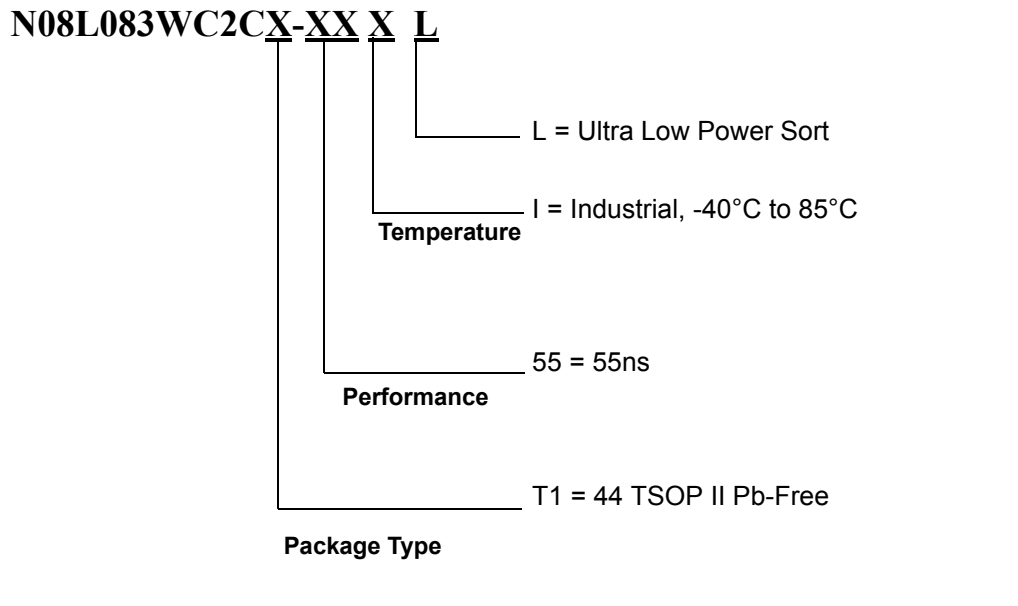 N08L083WC2CX-XX X L
L = Ultra Low Power Sort
I = Industrial, -40°C to 85°C
Temperature
55 = 55ns
Performance
T1 = 44 TSOP II Pb-Free
Package Type